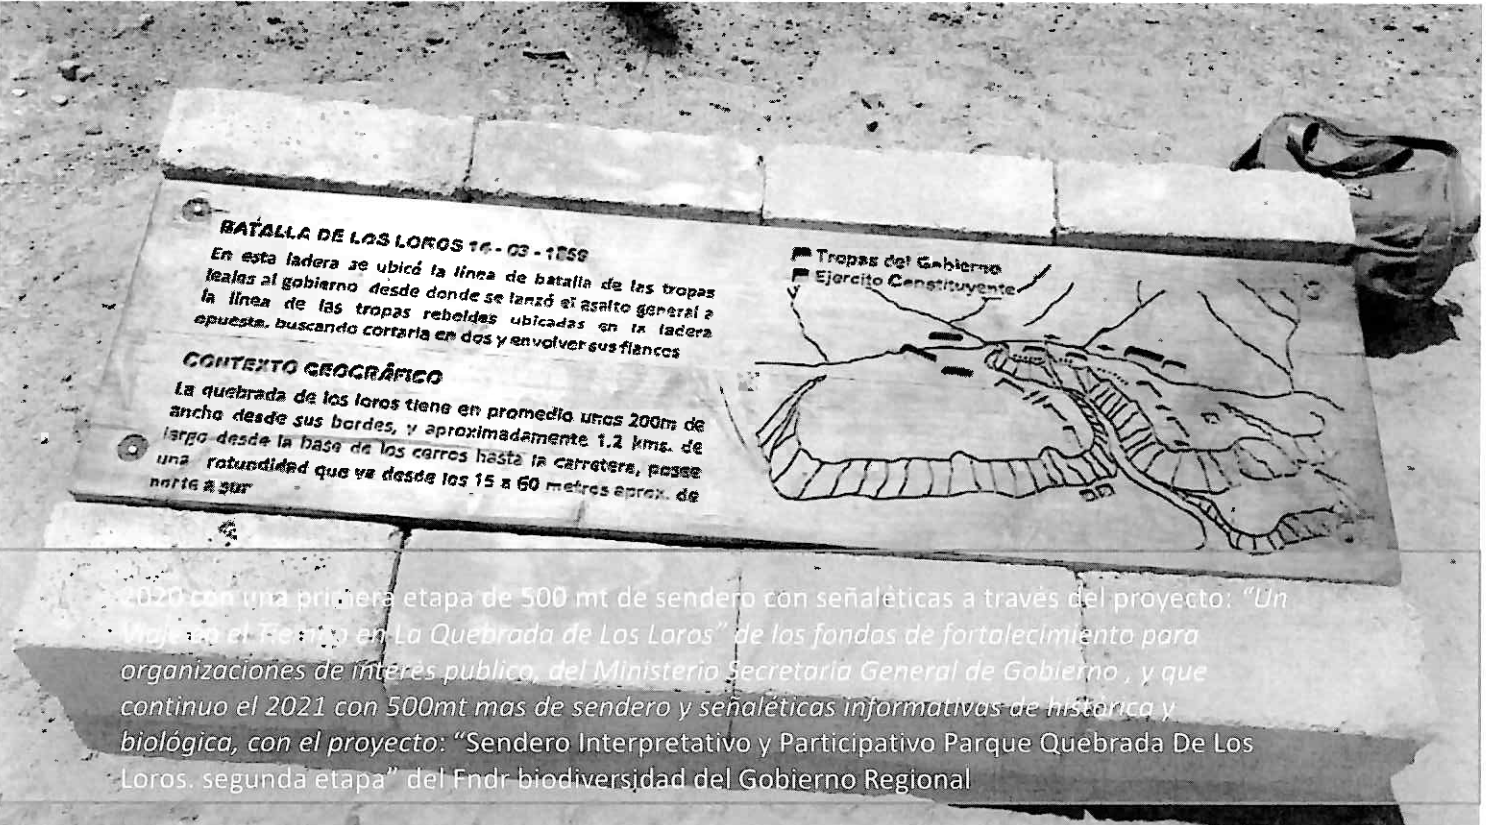 BATALLA DE LOS LOROS 14 - 03 - 1859
En esta ladera se ubicó la línea de batalla de las tropas
leales al gobierno desde donde se lanzó el asalto general a
la línea de las tropas rebeldes ubicadas en la ladera
opuesta, buscando cortarla en dos y envolver sus flancos
CONTEXTO GEOGRÁFICO
La quebrada de los loros tiene en promedio unos 200m de
ancho desde sus bordes, y aproximadamente 1.2 kms. de
largo desde la base de los cerros hasta la carretera, posee
una rotundidad que va desde los 15 a 60 metros aprox. de
norte a sur
Tropas del Gobierno
Ejercito Constituyente
2020 con una primera etapa de 500 mt de sendero con señaléticas a través del proyecto: “Un
Viaje en el Tiempo en La Quebrada de Los Loros” de los fondos de fortalecimiento para
organizaciones de interés publico, del Ministerio Secretaria General de Gobierno , y que
continuo el 2021 con 500mt mas de sendero y señaléticas informativas de histórica y
biológica, con el proyecto: “Sendero Interpretativo y Participativo Parque Quebrada De Los
Loros. segunda etapa” del Fndr biodiversidad del Gobierno Regional